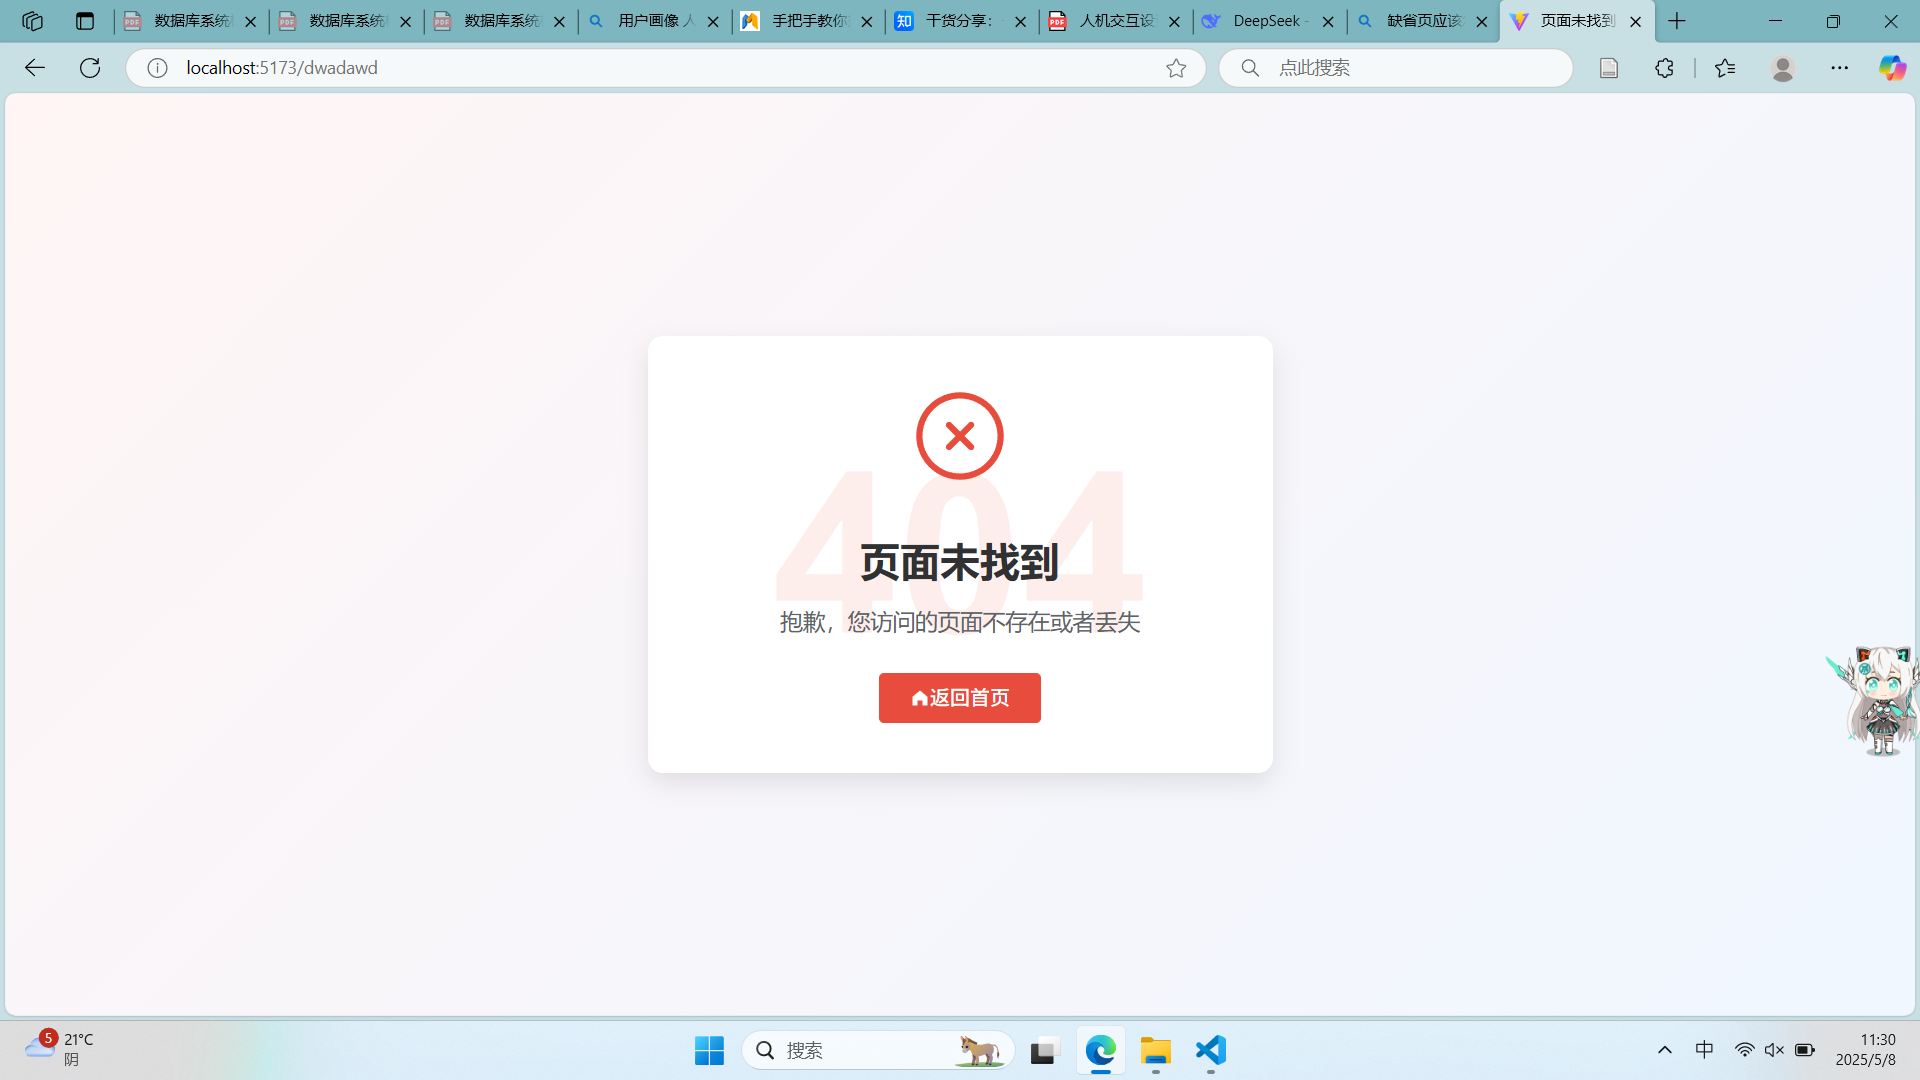 数据库系统
数据库系统
数据库系统
用户画像 人
手把手教你
知
干货分享：
人机交互设
DeepSeek -
缺省页应该
页面未找到
localhost:5173/dwadawd
点此搜索
404
页面未找到
抱歉，您访问的页面不存在或者丢失
返回首页
5
21°C
阴
搜索
中
11:30
2025/5/8